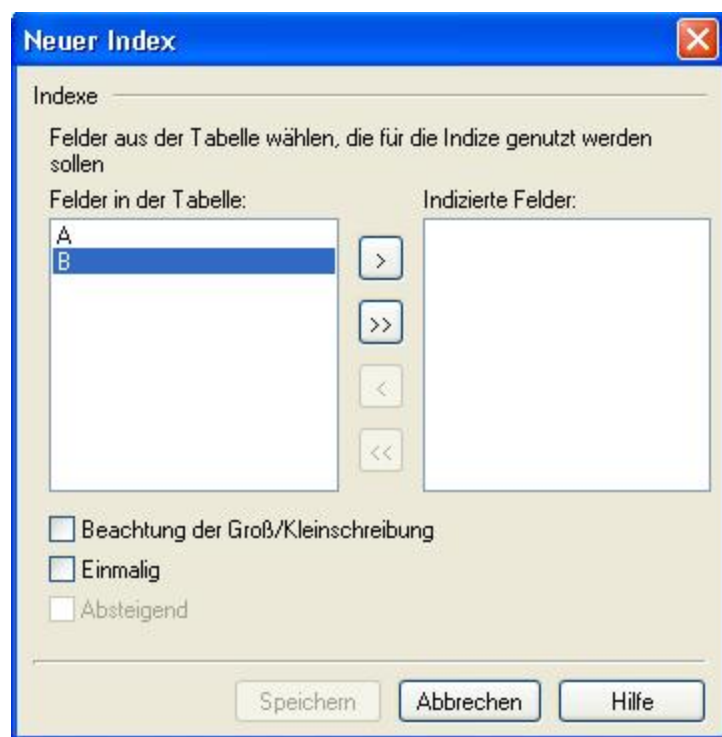 Neuer Index
Indexe
Felder aus der Tabelle wählen, die für die Indize genutzt werden
sollen
Felder in der Tabelle:
Indizierte Felder:
A
B
>
>>
<
<<
Beachtung der Groß/Kleinschreibung
Einmalig
Absteigend
Speichern
Abbrechen
Hilfe